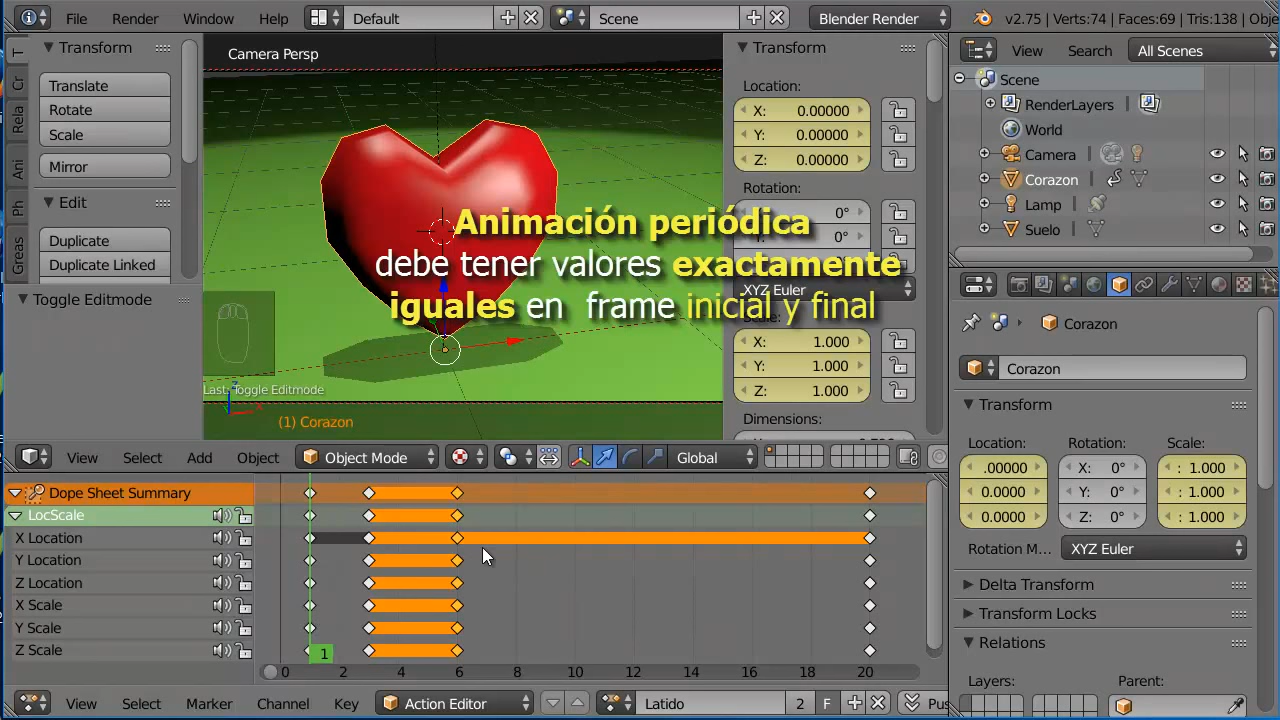 File Render Window Help Default Scene Blender Render v2.75 | Verts:74 | Faces:69 | Tris:138 | Obje
Transform
Translate
Rotate
Scale
Mirror
Edit
Duplicate
Duplicate Linked
Toggle Editmode
T
Cr
Rela
Ani
Ph
Greas
Camera Persp
Last: Toggle Editmode
(1) Corazon
Animación periódica
debe tener valores exactamente
iguales en frame inicial y final
Transform
Location:
X: 0.00000
Y: 0.00000
Z: 0.00000
Rotation:
0°
0°
XYZ Euler
X: 1.000
Y: 1.000
Z: 1.000
Dimensions:
View Select Add Object Object Mode Global
Dope Sheet Summary
LocScale
X Location
Y Location
Z Location
X Scale
Y Scale
Z Scale
1
0 2 4 6 8 10 12 14 16 18 20
View Select Marker Channel Key Action Editor Latido 2 F Pus
View Search All Scenes
Scene
RenderLayers
World
Camera
Corazon
Lamp
Suelo
Corazon
Corazon
Transform
Location: Rotation: Scale:
.00000 X: 0° : 1.000
0.0000 Y: 0° : 1.000
0.0000 Z: 0° : 1.000
Rotation M... XYZ Euler
Delta Transform
Transform Locks
Relations
Layers: Parent: